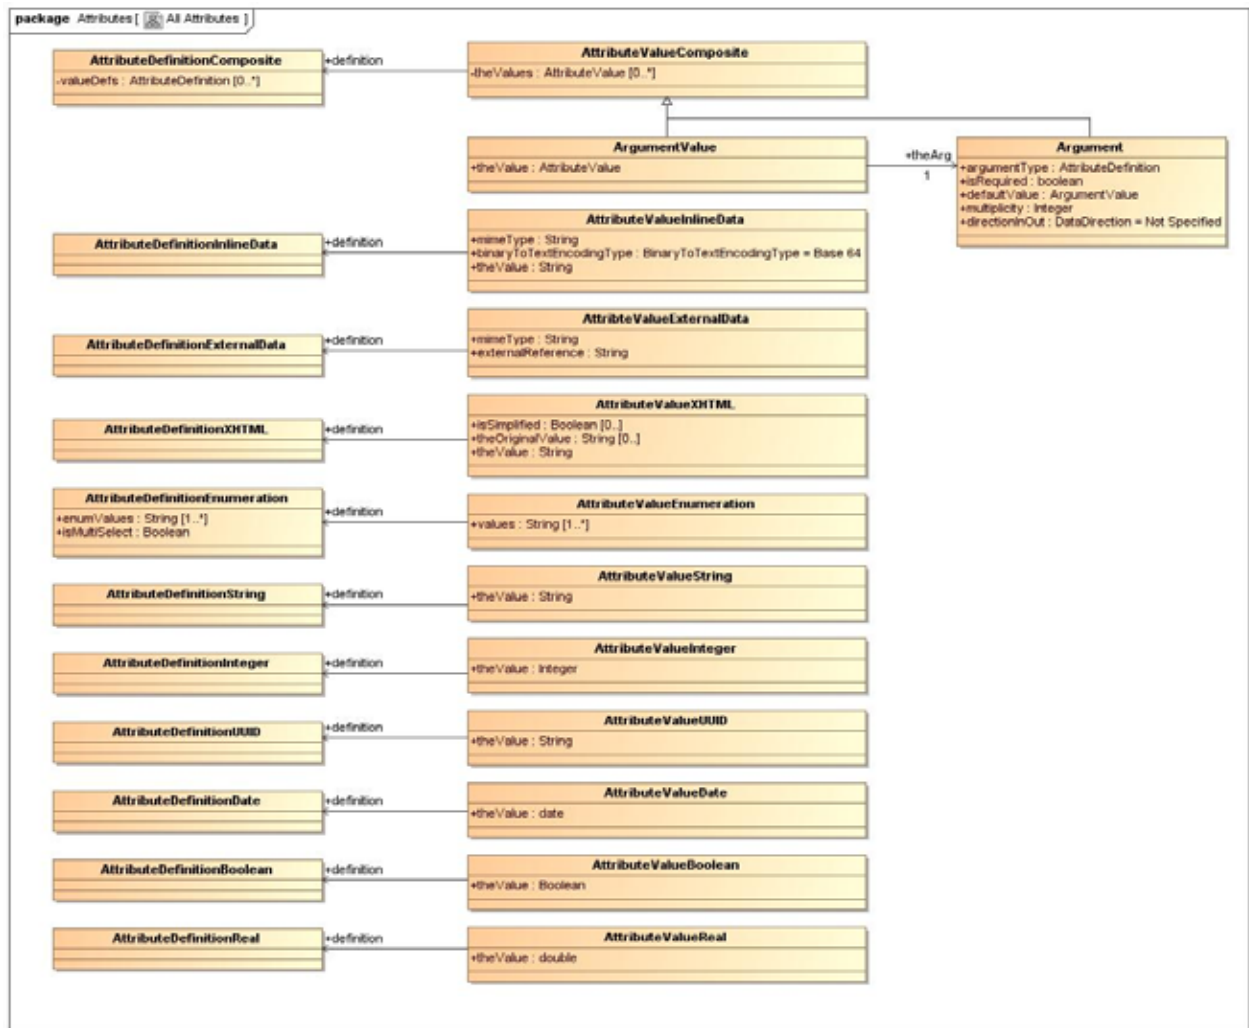 package Attributes [ All Attributes ]
AttributeDefinitionComposite
-valueDefs : AttributeDefinition [0..*]
+definition
AttributeValueComposite
-theValues : AttributeValue [0..*]
ArgumentValue
+theValue : AttributeValue
+theArg
1
Argument
+argumentType : AttributeDefinition
+isRequired : boolean
+defaultValue : ArgumentValue
+multiplicity : Integer
+directionInOut : DataDirection = Not Specified
AttributeDefinitionInlineData
+definition
AttributeValueInlineData
+mimeType : String
+binaryToTextEncodingType : BinaryToTextEncodingType = Base 64
+theValue : String
AttributeDefinitionExternalData
+definition
AttribteValueExternalData
+mimeType : String
+externalReference : String
AttributeDefinitionXHTML
+definition
AttributeValueXHTML
+isSimplified : Boolean [0..]
+theOriginalValue : String [0..]
+theValue : String
AttributeDefinitionEnumeration
+enumValues : String [1..*]
+isMultiSelect : Boolean
+definition
AttributeValueEnumeration
+values : String [1..*]
AttributeDefinitionString
+definition
AttributeValueString
+theValue : String
AttributeDefinitionInteger
+definition
AttributeValueInteger
+theValue : Integer
AttributeDefinitionUUID
+definition
AttributeValueUUID
+theValue : String
AttributeDefinitionDate
+definition
AttributeValueDate
+theValue : date
AttributeDefinitionBoolean
+definition
AttributeValueBoolean
+theValue : Boolean
AttributeDefinitionReal
+definition
AttributeValueReal
+theValue : double